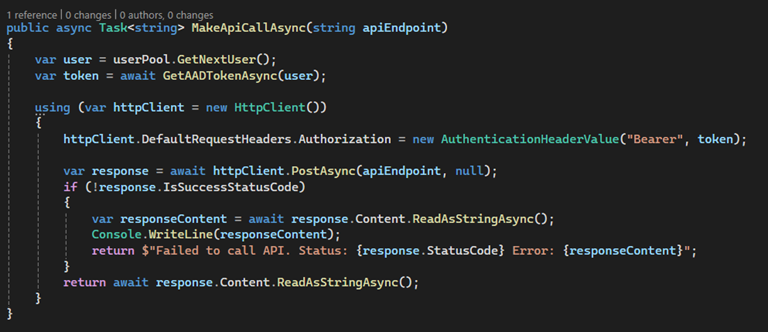 1 reference | 0 changes | 0 authors, 0 changes
public async Task<string> MakeApiCallAsync(string apiEndpoint)
{
    var user = userPool.GetNextUser();
    var token = await GetAADTokenAsync(user);
    using (var httpClient = new HttpClient())
    {
        httpClient.DefaultRequestHeaders.Authorization = new AuthenticationHeaderValue("Bearer", token);
        var response = await httpClient.PostAsync(apiEndpoint, null);
        if (!response.IsSuccessStatusCode)
        {
            var responseContent = await response.Content.ReadAsStringAsync();
            Console.WriteLine(responseContent);
            return $"Failed to call API. Status: {response.StatusCode} Error: {responseContent}";
        }
        return await response.Content.ReadAsStringAsync();
    }
}